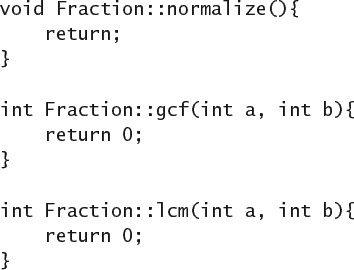 void Fraction::normalize(){
    return;
}

int Fraction::gcf(int a, int b){
    return 0;
}

int Fraction::lcm(int a, int b){
    return 0;
}